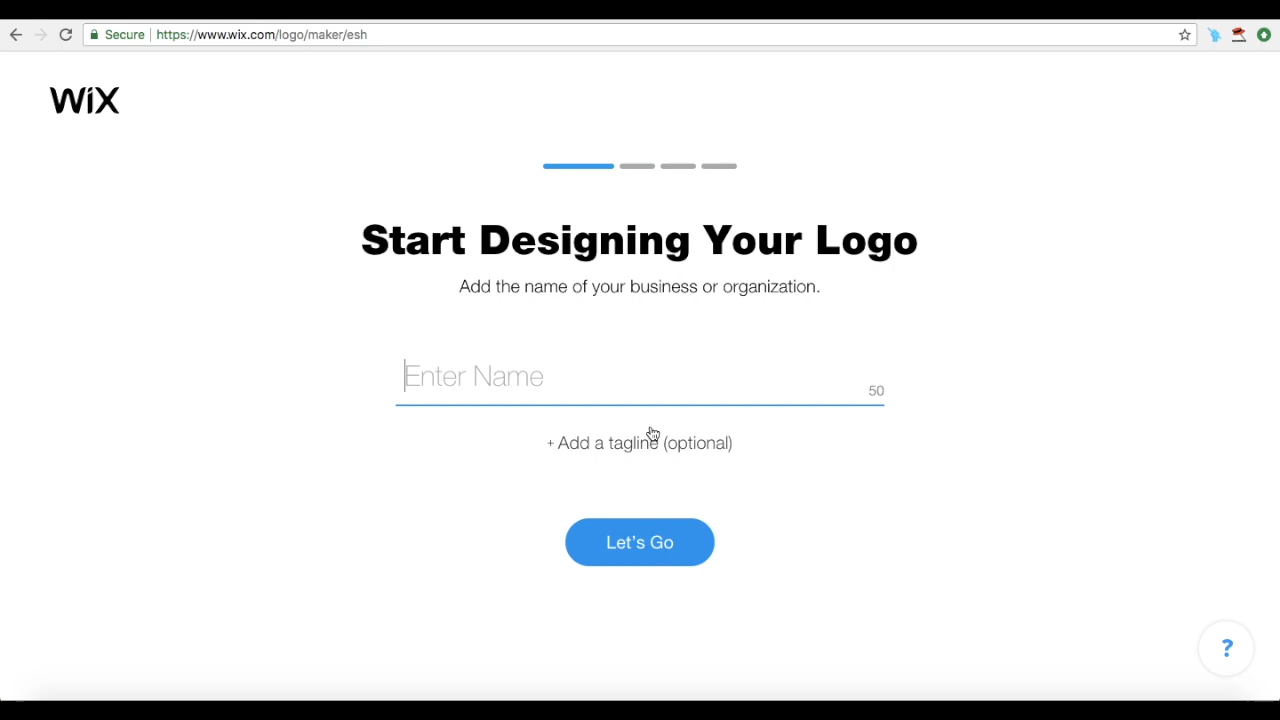 Secure https://www.wix.com/logo/maker/esh
WiX
Start Designing Your Logo
Add the name of your business or organization.
Enter Name
50
+ Add a tagline (optional)
Let's Go
?